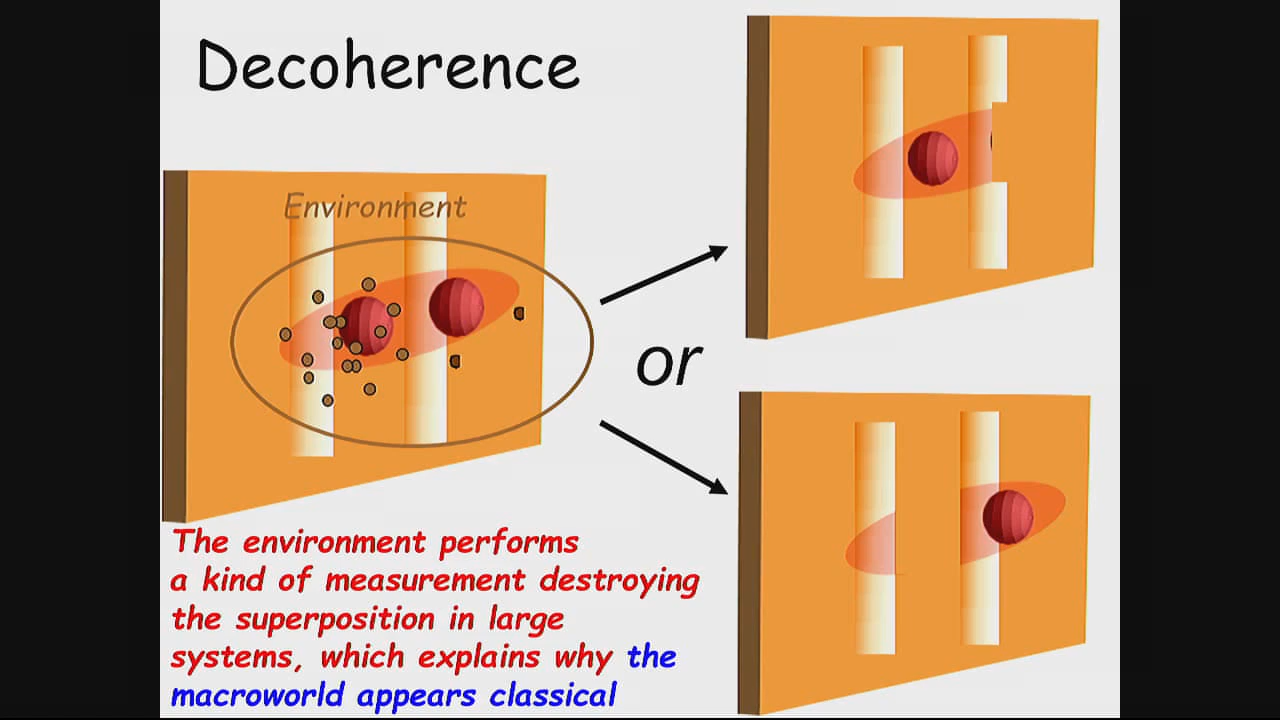 Decoherence
Environment
or
The environment performs
a kind of measurement destroying
the superposition in large
systems, which explains why the
macroworld appears classical